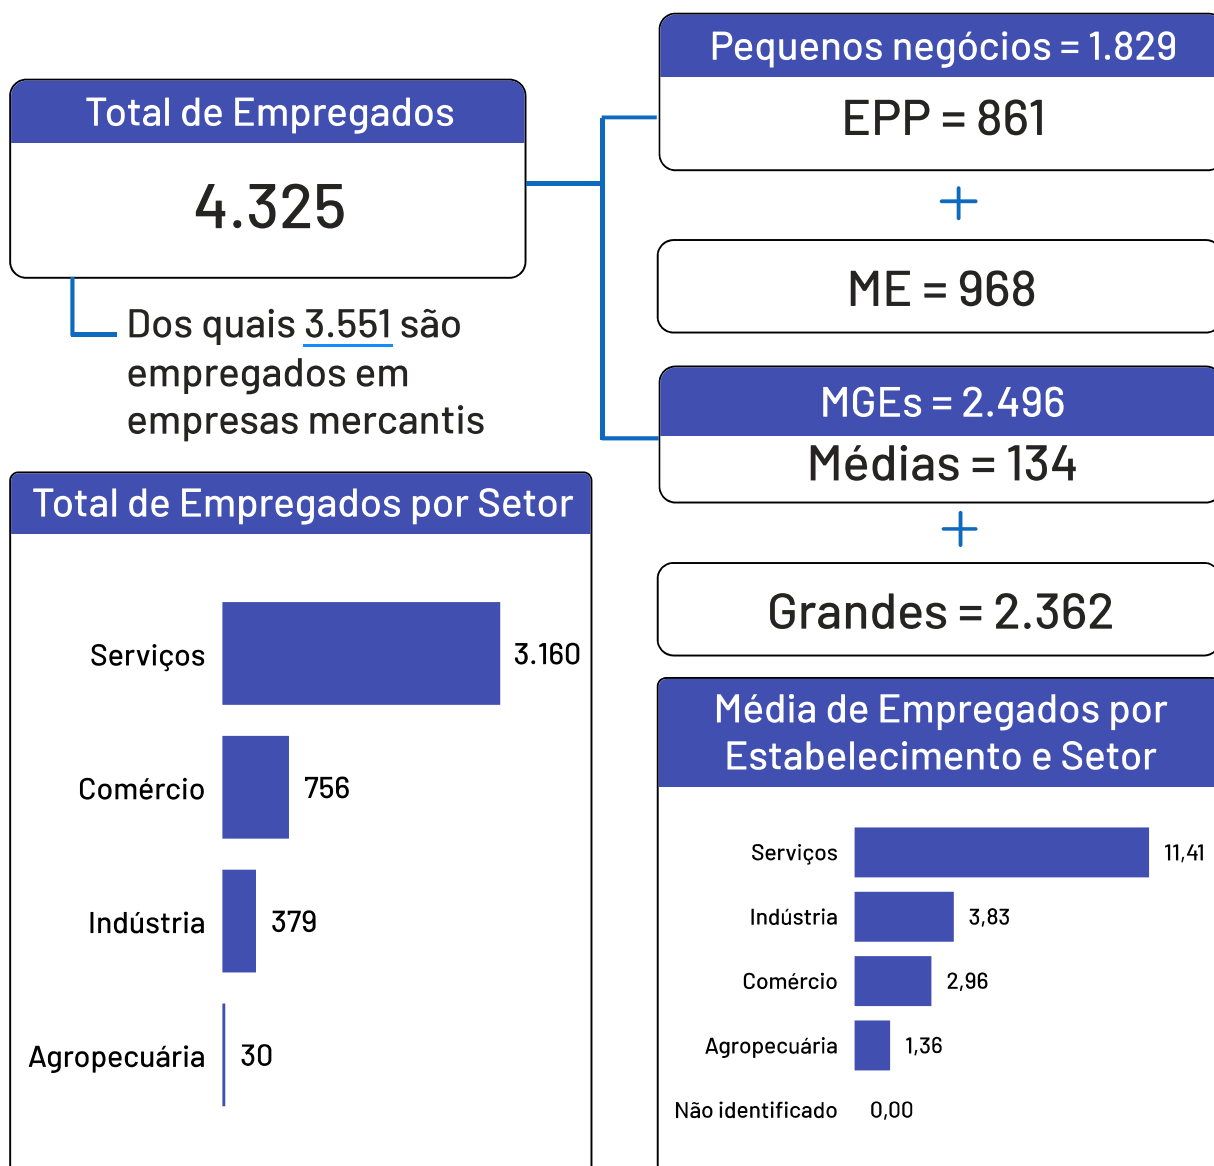 Total de Empregados
4.325
Dos quais 3.551 são
empregados em
empresas mercantis
Pequenos negócios = 1.829
EPP = 861
+
ME = 968
MGEs = 2.496
Médias = 134
+
Grandes = 2.362
Total de Empregados por Setor
Serviços 3.160
Comércio 756
Indústria 379
Agropecuária 30
Média de Empregados por
Estabelecimento e Setor
Serviços 11,41
Indústria 3,83
Comércio 2,96
Agropecuária 1,36
Não identificado 0,00